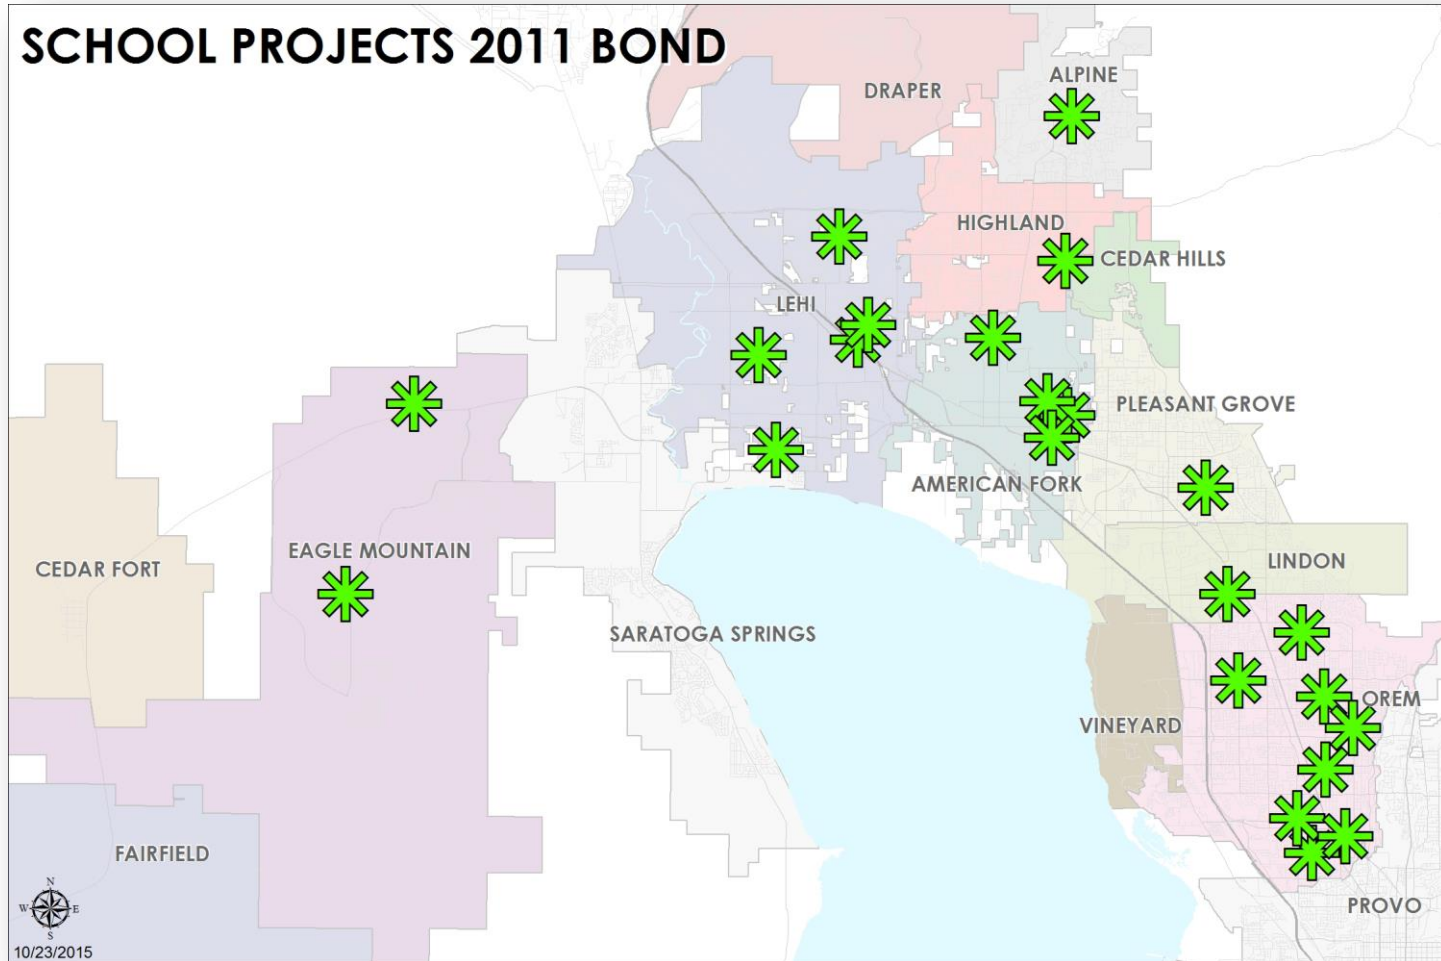 SCHOOL PROJECTS 2011 BOND
ALPINE
DRAPER
HIGHLAND
CEDAR HILLS
LEHI
PLEASANT GROVE
AMERICAN FORK
EAGLE MOUNTAIN
LINDON
CEDAR FORT
SARATOGA SPRINGS
OREM
VINEYARD
FAIRFIELD
N
W E
S
PROVO
10/23/2015